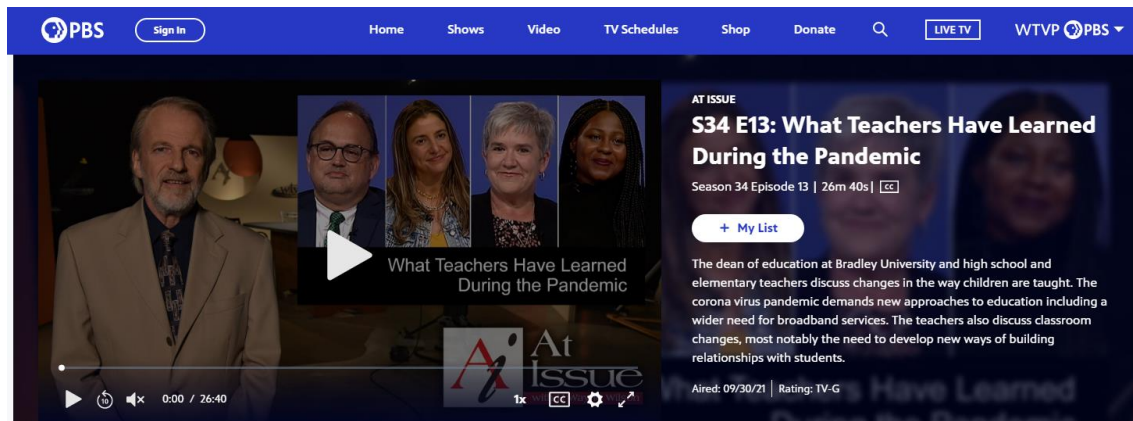 PBS
Sign In
Home
Shows
Video
TV Schedules
Shop
Donate
LIVE TV
WTVP PBS
AT ISSUE
S34 E13: What Teachers Have Learned
During the Pandemic
Season 34 Episode 13 | 26m 40s| CC
+ My List
The dean of education at Bradley University and high school and
elementary teachers discuss changes in the way children are taught. The
corona virus pandemic demands new approaches to education including a
wider need for broadband services. The teachers also discuss classroom
changes, most notably the need to develop new ways of building
relationships with students.
Aired: 09/30/21 | Rating: TV-G
What Teachers Have Learned
During the Pandemic
Ai At
Issue
10
0:00 / 26:40
1x
CC